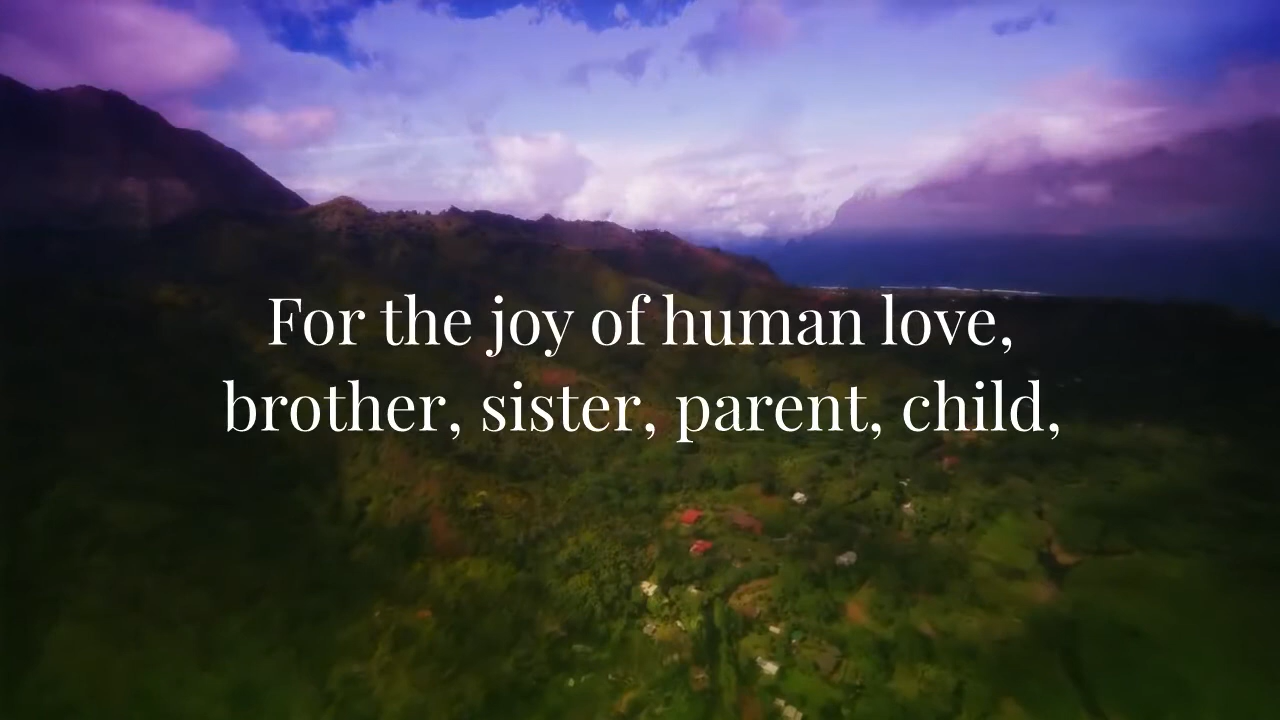 For the joy of human love,
brother, sister, parent, child,